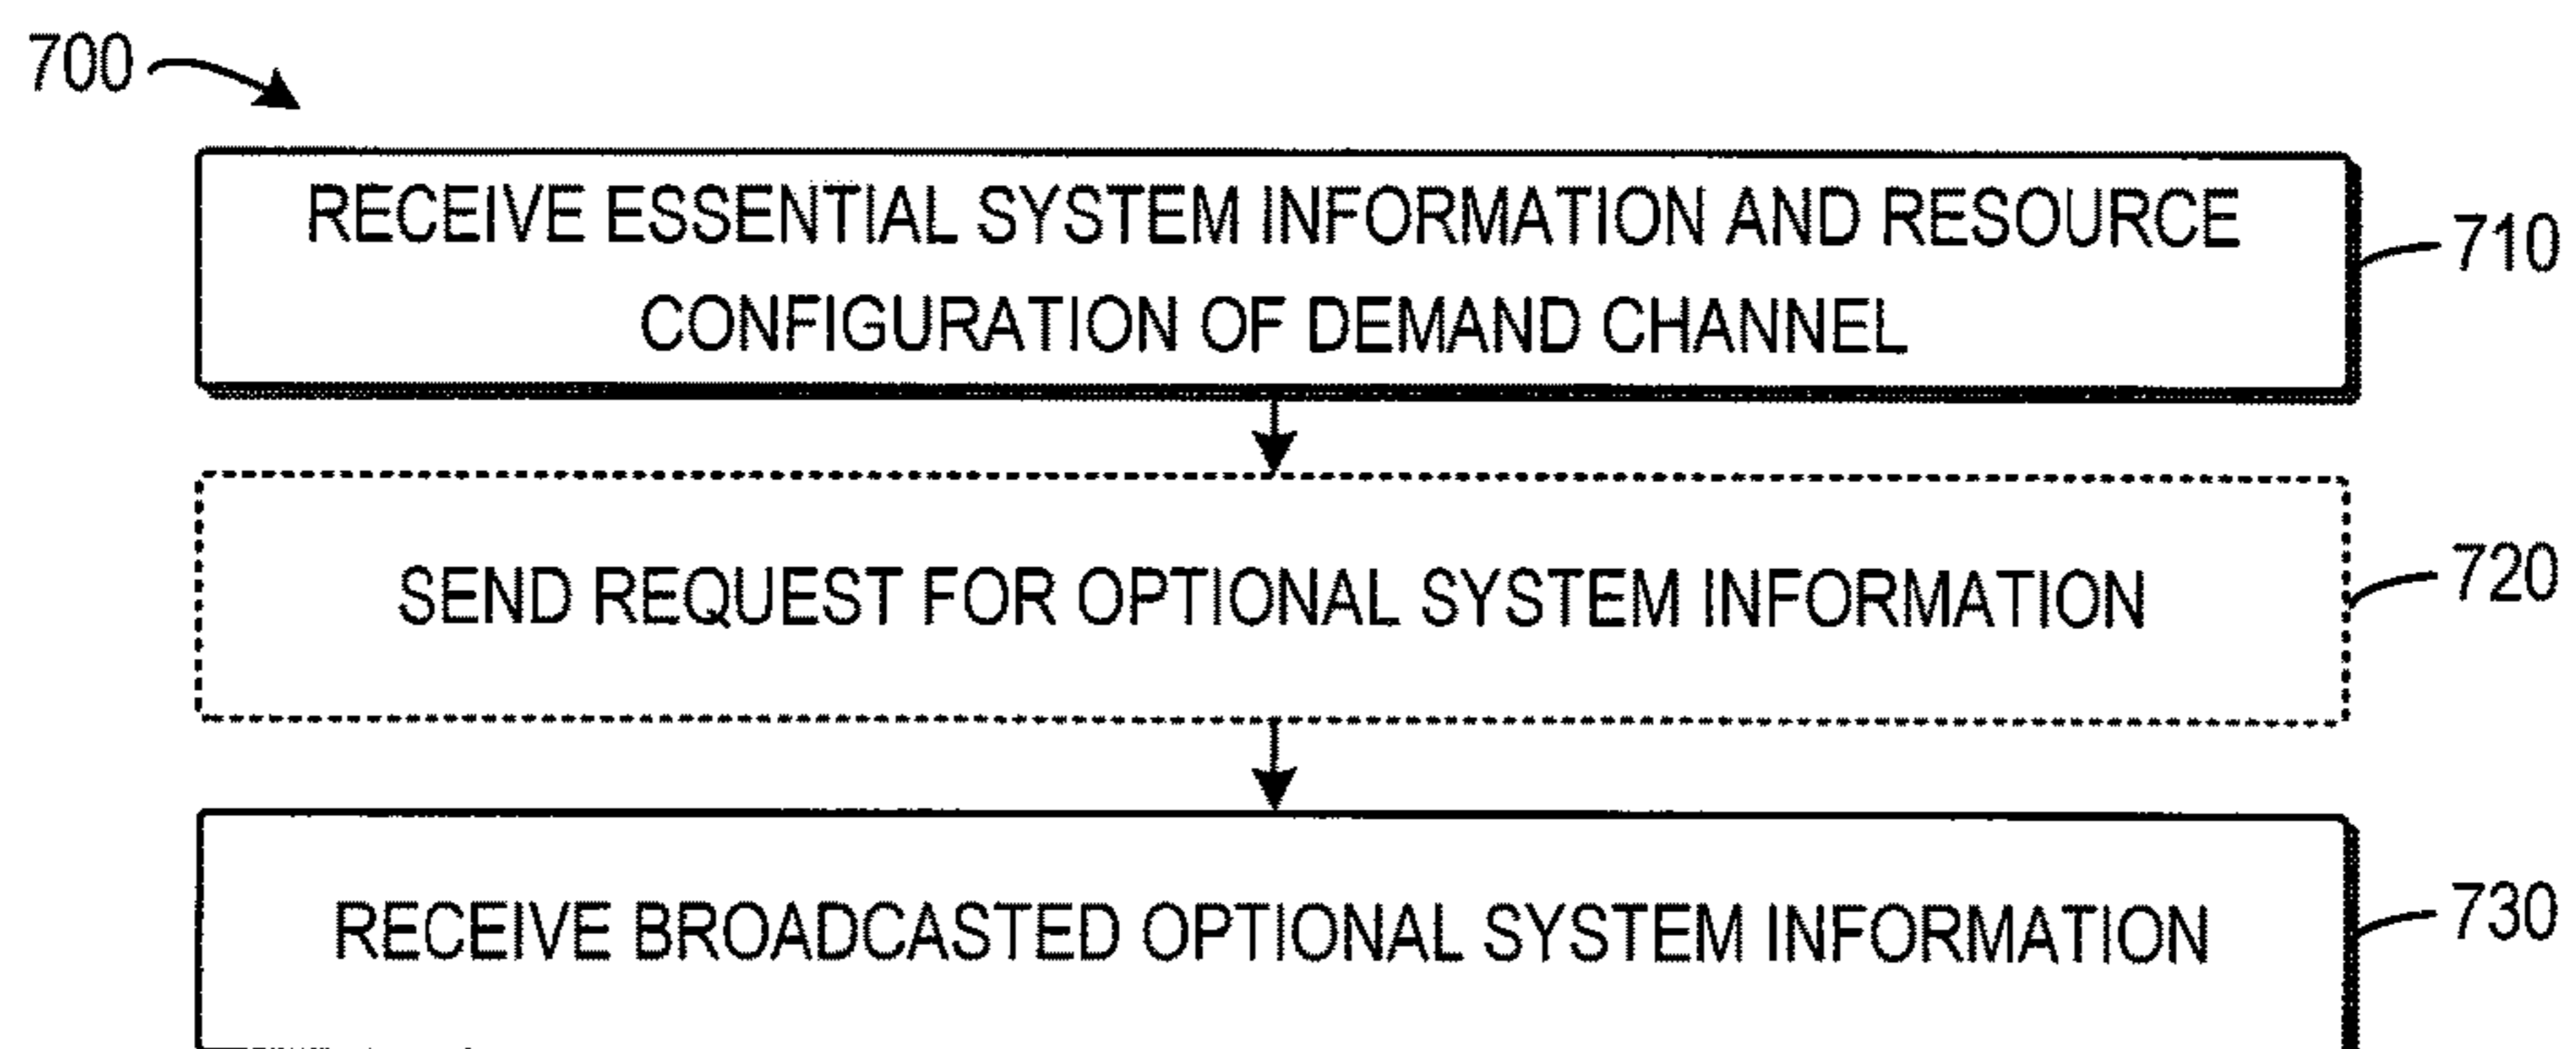 700
RECEIVE ESSENTIAL SYSTEM INFORMATION AND RESOURCE
CONFIGURATION OF DEMAND CHANNEL
710
SEND REQUEST FOR OPTIONAL SYSTEM INFORMATION
720
RECEIVE BROADCASTED OPTIONAL SYSTEM INFORMATION
730